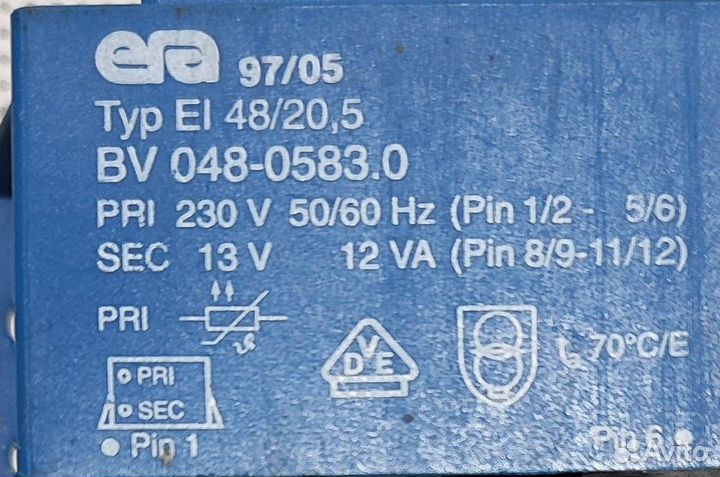 era 97/05
Typ EI 48/20,5
BV 048-0583.0
PRI 230 V 50/60 Hz (Pin 1/2 - 5/6)
SEC 13 V 12 VA (Pin 8/9-11/12)
PRI ϑ
VDE
70°C/E
PRI
SEC
Pin 1
Pin 6
Avito